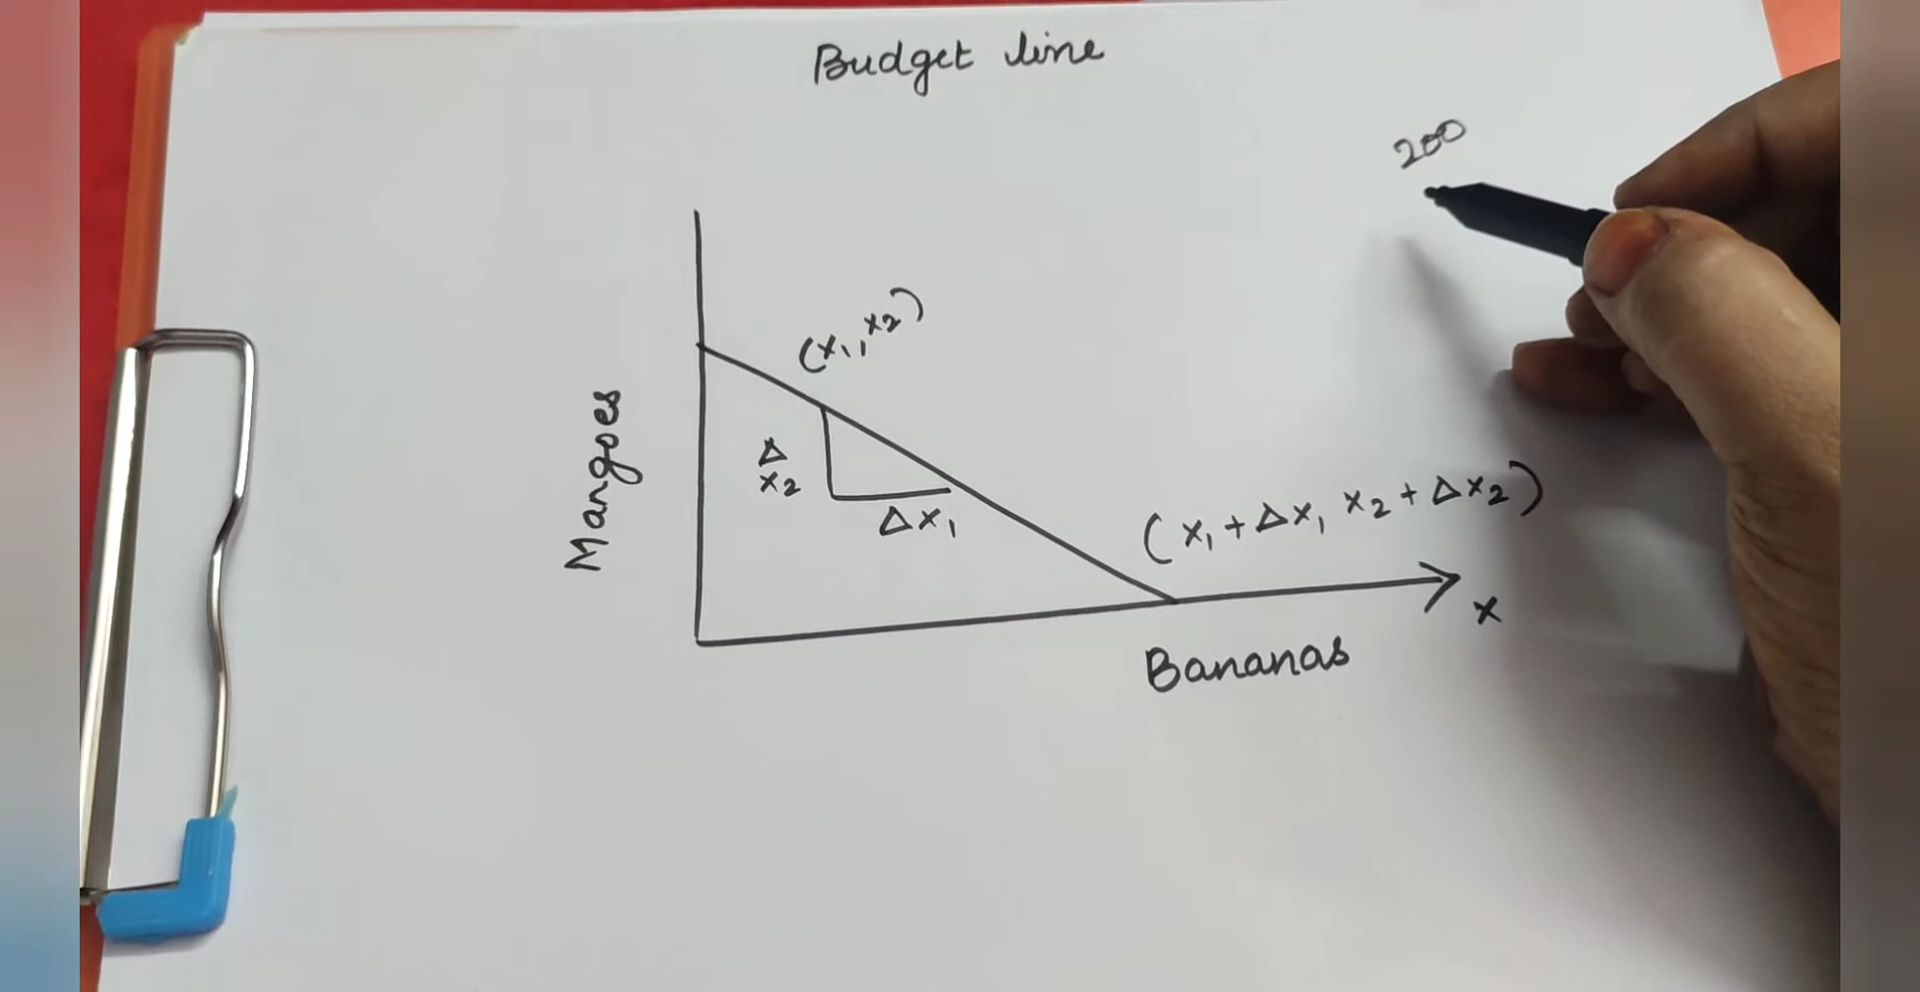 Budget line
200
(x₁,x₂)
Mangoes
Δ
x₂
Δx₁
(x₁+Δx₁ x₂+Δx₂)
x
Bananas